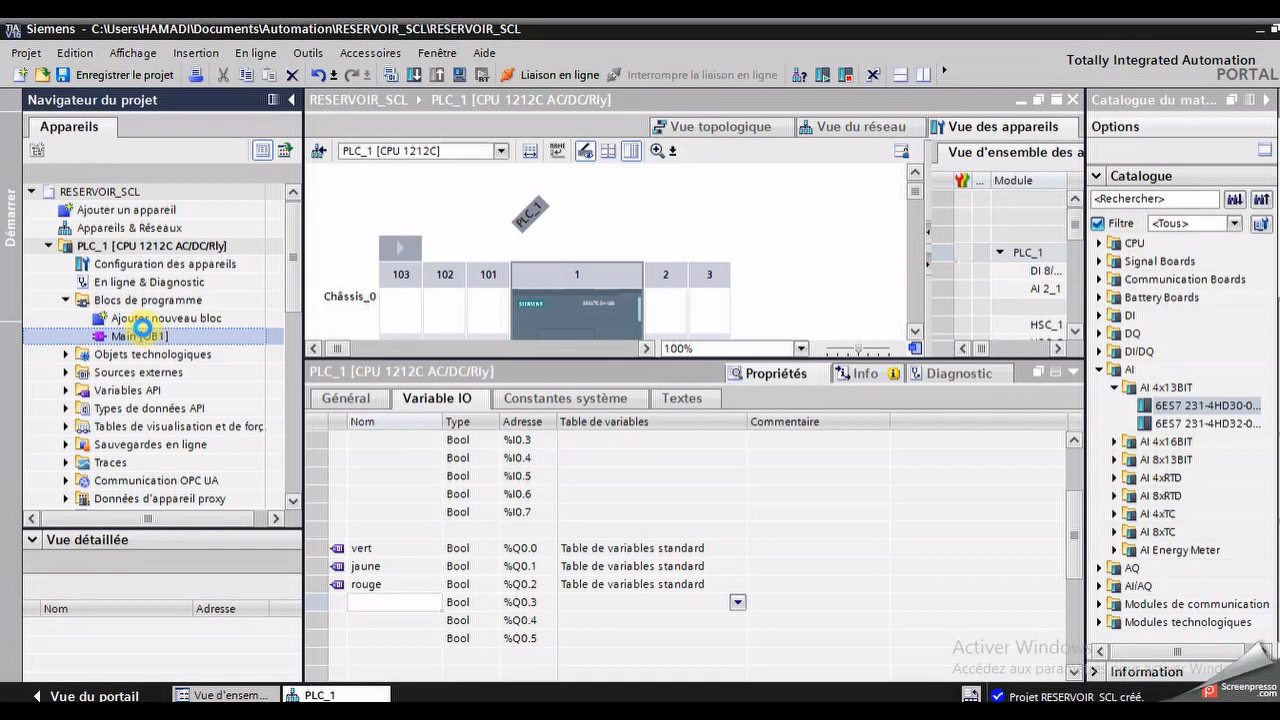 Siemens - C:\Users\HAMADI\Documents\Automation\RESERVOIR_SCL\RESERVOIR_SCL
Projet Edition Affichage Insertion En ligne Outils Accessoires Fenêtre Aide
Totally Integrated Automation
PORTAL
Enregistrer le projet Liaison en ligne Interrompre la liaison en ligne
Navigateur du projet
RESERVOIR_SCL PLC_1 [CPU 1212C AC/DC/Rly]
Catalogue du mat...
Appareils
Vue topologique Vue du réseau Vue des appareils
Options
PLC_1 [CPU 1212C]
Vue d'ensemble des a
Démarrer
RESERVOIR_SCL
Ajouter un appareil
Appareils & Réseaux
PLC_1 [CPU 1212C AC/DC/Rly]
Configuration des appareils
En ligne & Diagnostic
Blocs de programme
Ajouter nouveau bloc
Main [OB1]
Objets technologiques
Sources externes
Variables API
Types de données API
Tables de visualisation et de forç...
Sauvegardes en ligne
Traces
Communication OPC UA
Données d'appareil proxy
PLC_1
103 102 101 1 2 3
Châssis_0
SIEMENS
100%
... Module
PLC_1
DI 8/...
AI 2_1
HSC_1
Catalogue
<Rechercher>
Filtre <Tous>
CPU
Signal Boards
Communication Boards
Battery Boards
DI
DQ
DI/DQ
AI
AI 4x13BIT
6ES7 231-4HD30-0...
6ES7 231-4HD32-0...
AI 4x16BIT
AI 8x13BIT
AI 4xRTD
AI 8xRTD
AI 4xTC
AI 8xTC
AI Energy Meter
AQ
AI/AQ
Modules de communication
Modules technologiques
Information
PLC_1 [CPU 1212C AC/DC/Rly]
Propriétés Info Diagnostic
Général Variable IO Constantes système Textes
Nom Type Adresse Table de variables Commentaire
Bool %I0.3
Bool %I0.4
Bool %I0.5
Bool %I0.6
Bool %I0.7
vert Bool %Q0.0 Table de variables standard
jaune Bool %Q0.1 Table de variables standard
rouge Bool %Q0.2 Table de variables standard
Bool %Q0.3
Bool %Q0.4
Bool %Q0.5
Vue détaillée
Nom Adresse
Activer Windows
Accédez aux paramètres pour activer Windows
Vue du portail Vue d'ensem... PLC_1
Projet RESERVOIR_SCL créé.
Screenpresso
.com